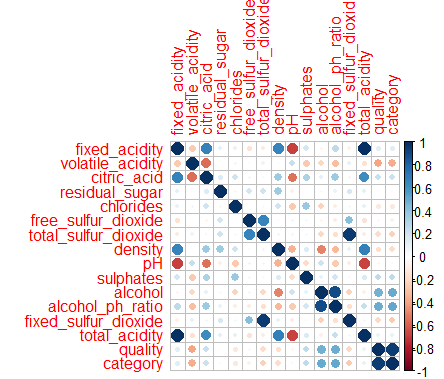 fixed_acidity
volatile_acidity
citric_acid
residual_sugar
chlorides
free_sulfur_dioxide
total_sulfur_dioxide
density
pH
sulphates
alcohol
alcohol_ph_ratio
fixed_sulfur_dioxide
total_acidity
quality
category
fixed_acidity
volatile_acidity
citric_acid
residual_sugar
chlorides
free_sulfur_dioxide
total_sulfur_dioxide
density
pH
sulphates
alcohol
alcohol_ph_ratio
fixed_sulfur_dioxide
total_acidity
quality
category
1
0.8
0.6
0.4
0.2
0
-0.2
-0.4
-0.6
-0.8
-1